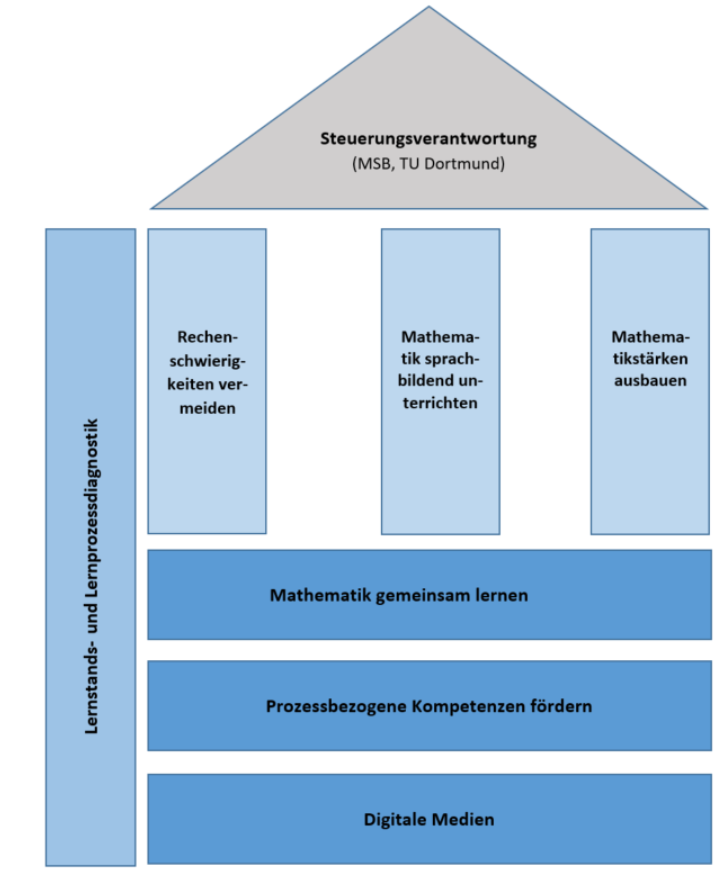 Steuerungsverantwortung
(MSB, TU Dortmund)
Lernstands- und Lernprozessdiagnostik
Rechen-
schwierig-
keiten ver-
meiden
Mathema-
tik sprach-
bildend un-
terrichten
Mathema-
tikstärken
ausbauen
Mathematik gemeinsam lernen
Prozessbezogene Kompetenzen fördern
Digitale Medien